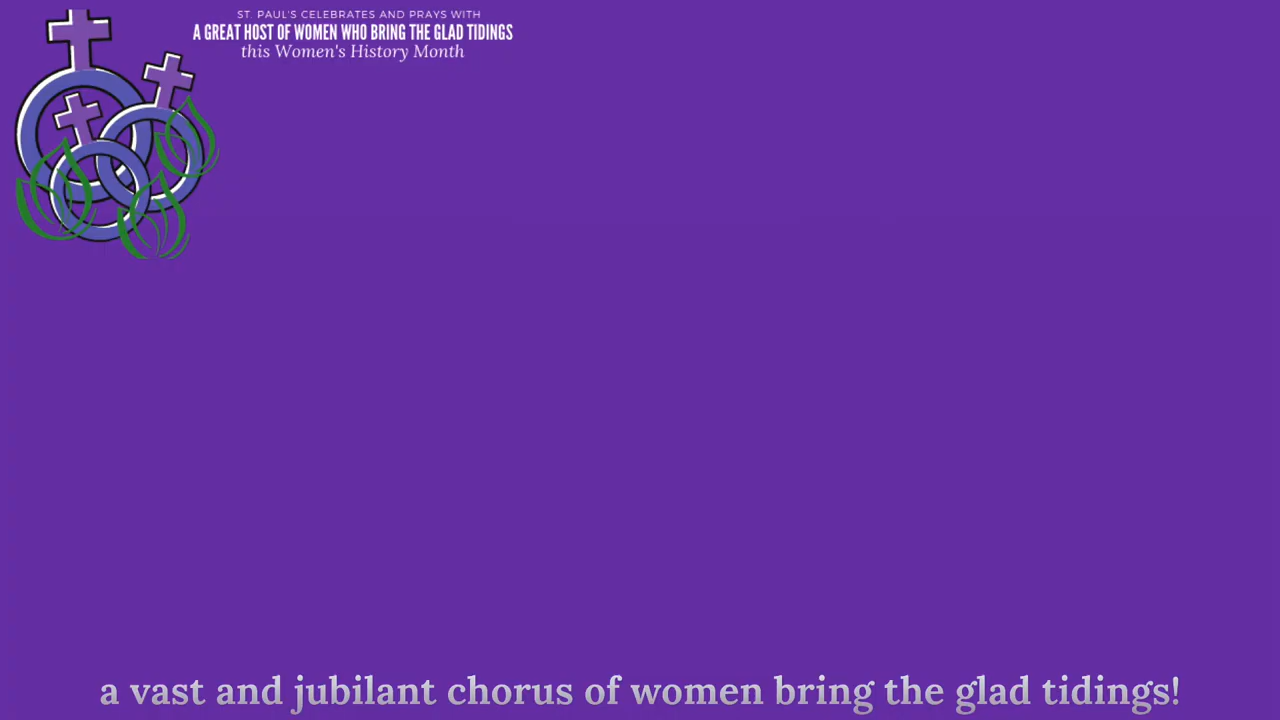 ST. PAUL'S CELEBRATES AND PRAYS WITH
A GREAT HOST OF WOMEN WHO BRING THE GLAD TIDINGS
this Women's History Month
a vast and jubilant chorus of women bring the glad tidings!